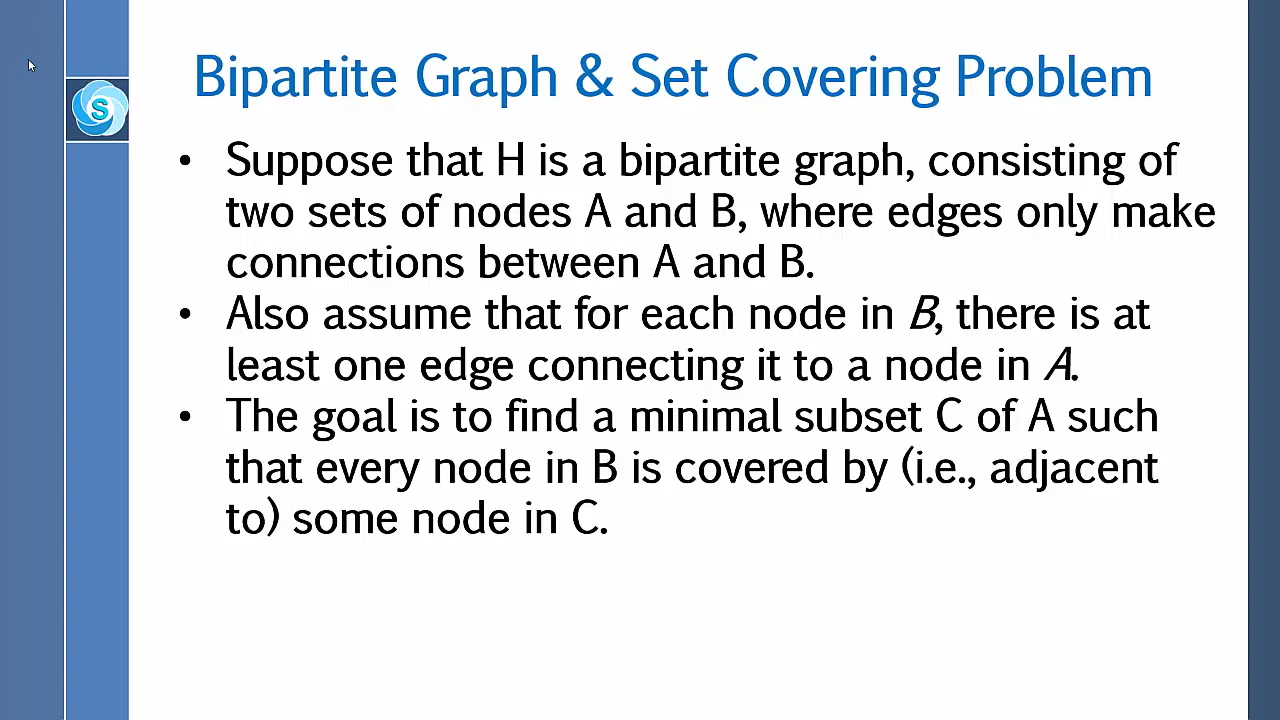 Bipartite Graph & Set Covering Problem
S
• Suppose that H is a bipartite graph, consisting of
two sets of nodes A and B, where edges only make
connections between A and B.
• Also assume that for each node in B, there is at
least one edge connecting it to a node in A.
• The goal is to find a minimal subset C of A such
that every node in B is covered by (i.e., adjacent
to) some node in C.